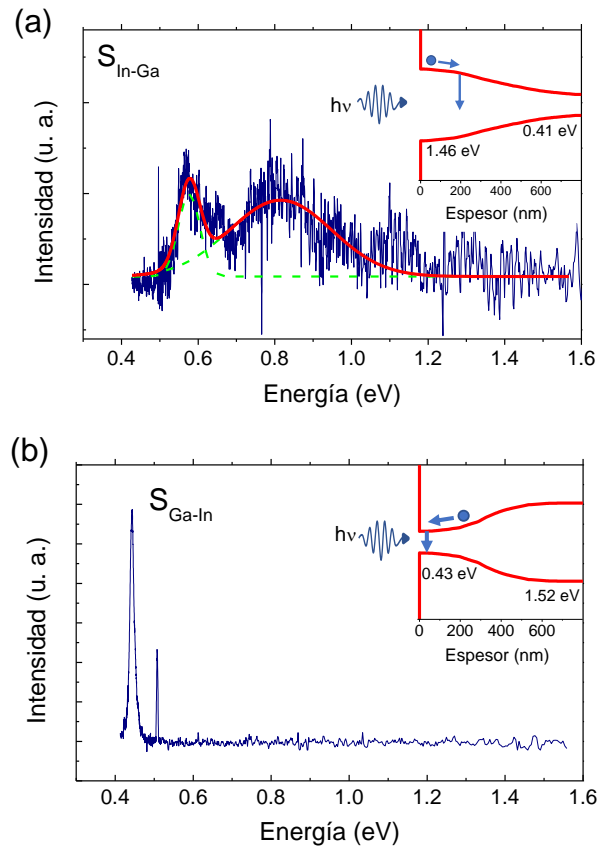 (a)
S In-Ga
hν
1.46 eV
0.41 eV
0 200 400 600
Espesor (nm)
Intensidad (u. a.)
0.4 0.6 0.8 1.0 1.2 1.4 1.6
Energía (eV)
(b)
S Ga-In
hν
0.43 eV
1.52 eV
0 200 400 600
Espesor (nm)
Intensidad (u. a.)
0.4 0.6 0.8 1.0 1.2 1.4 1.6
Energía (eV)